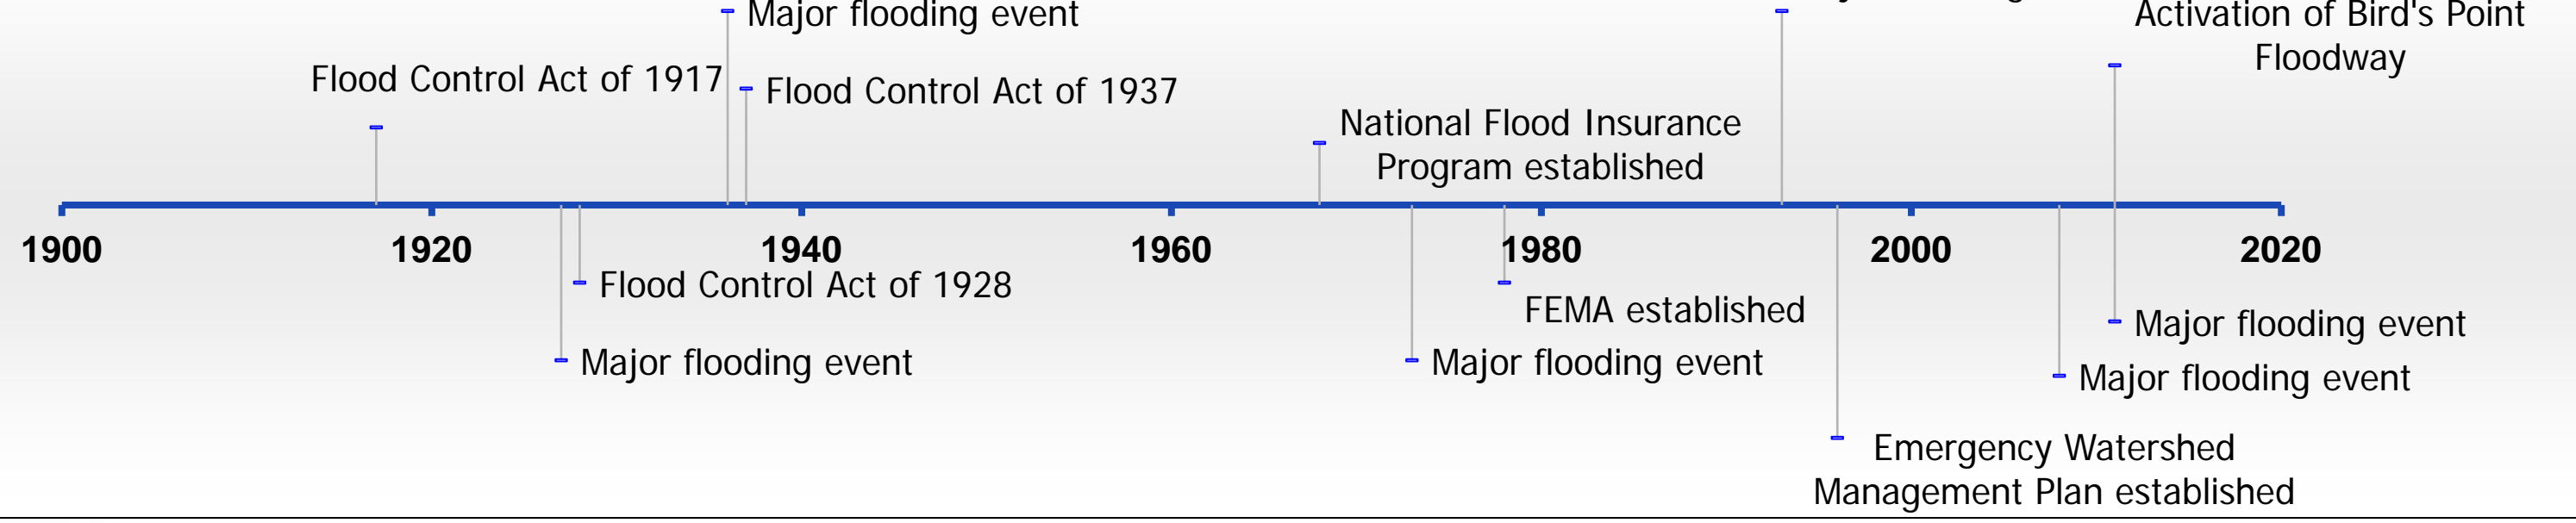 Major flooding event
Activation of Bird's Point
Floodway
Flood Control Act of 1917
Flood Control Act of 1937
National Flood Insurance
Program established
1900
1920
1940
1960
1980
2000
2020
Flood Control Act of 1928
FEMA established
Major flooding event
Major flooding event
Major flooding event
Major flooding event
Emergency Watershed
Management Plan established